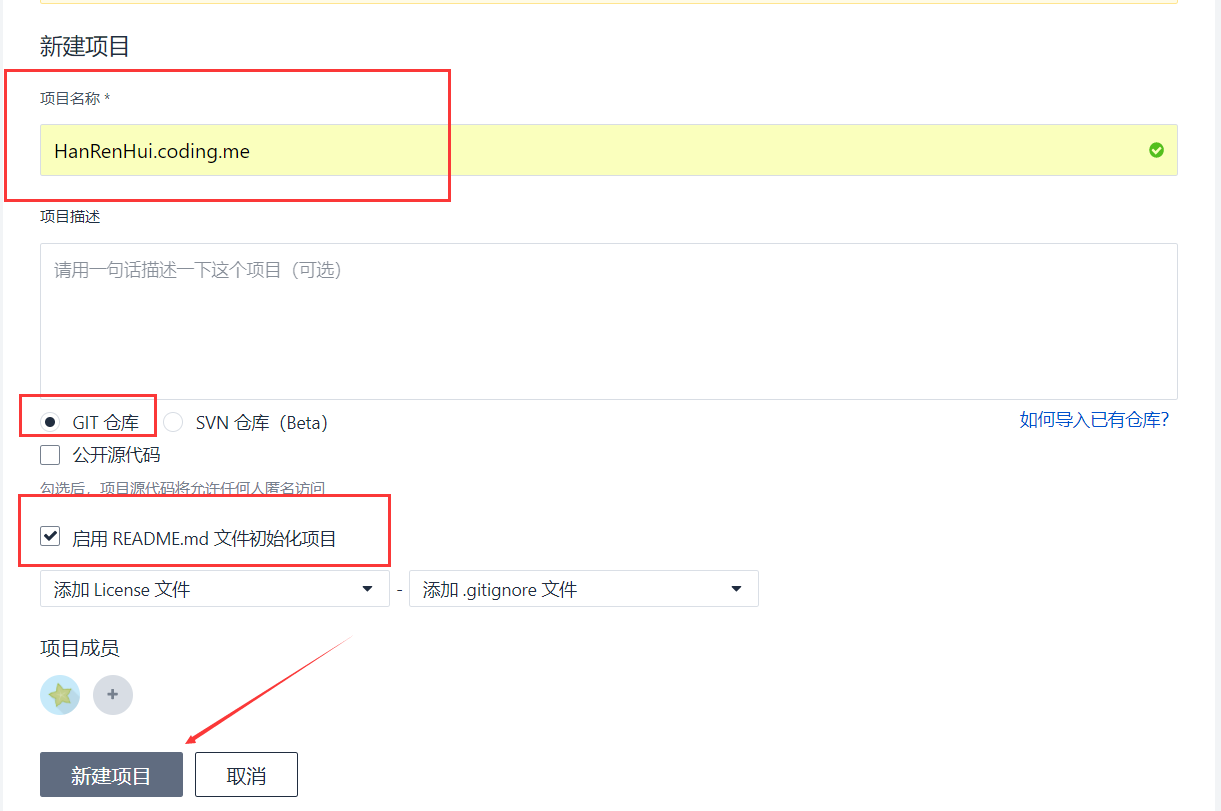 新建项目
项目名称 *
HanRenHui.coding.me
项目描述
请用一句话描述一下这个项目（可选）
GIT 仓库 SVN 仓库（Beta） 如何导入已有仓库?
公开源代码
勾选后，项目源代码将允许任何人匿名访问
启用 README.md 文件初始化项目
添加 License 文件 - 添加 .gitignore 文件
项目成员
+
新建项目 取消